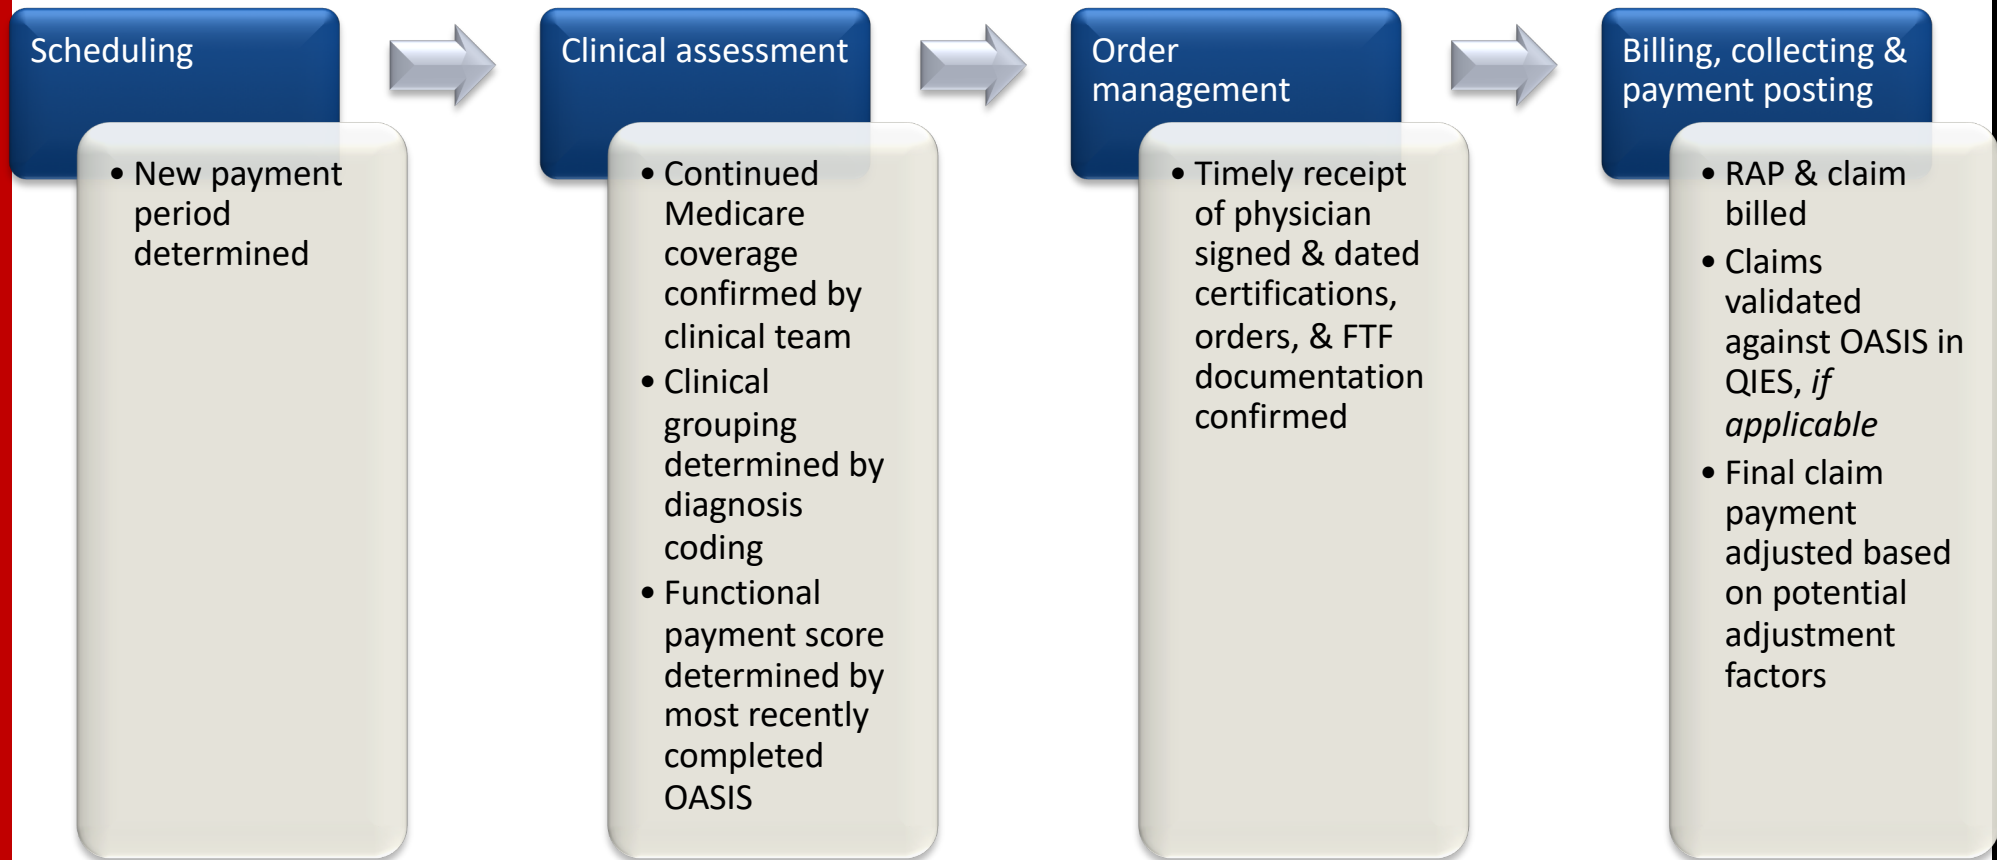 Scheduling
• New payment
period
determined
Clinical assessment
• Continued
Medicare
coverage
confirmed by
clinical team
• Clinical
grouping
determined by
diagnosis
coding
• Functional
payment score
determined by
most recently
completed
OASIS
Order
management
• Timely receipt
of physician
signed & dated
certifications,
orders, & FTF
documentation
confirmed
Billing, collecting &
payment posting
• RAP & claim
billed
• Claims
validated
against OASIS in
QIES, if
applicable
• Final claim
payment
adjusted based
on potential
adjustment
factors